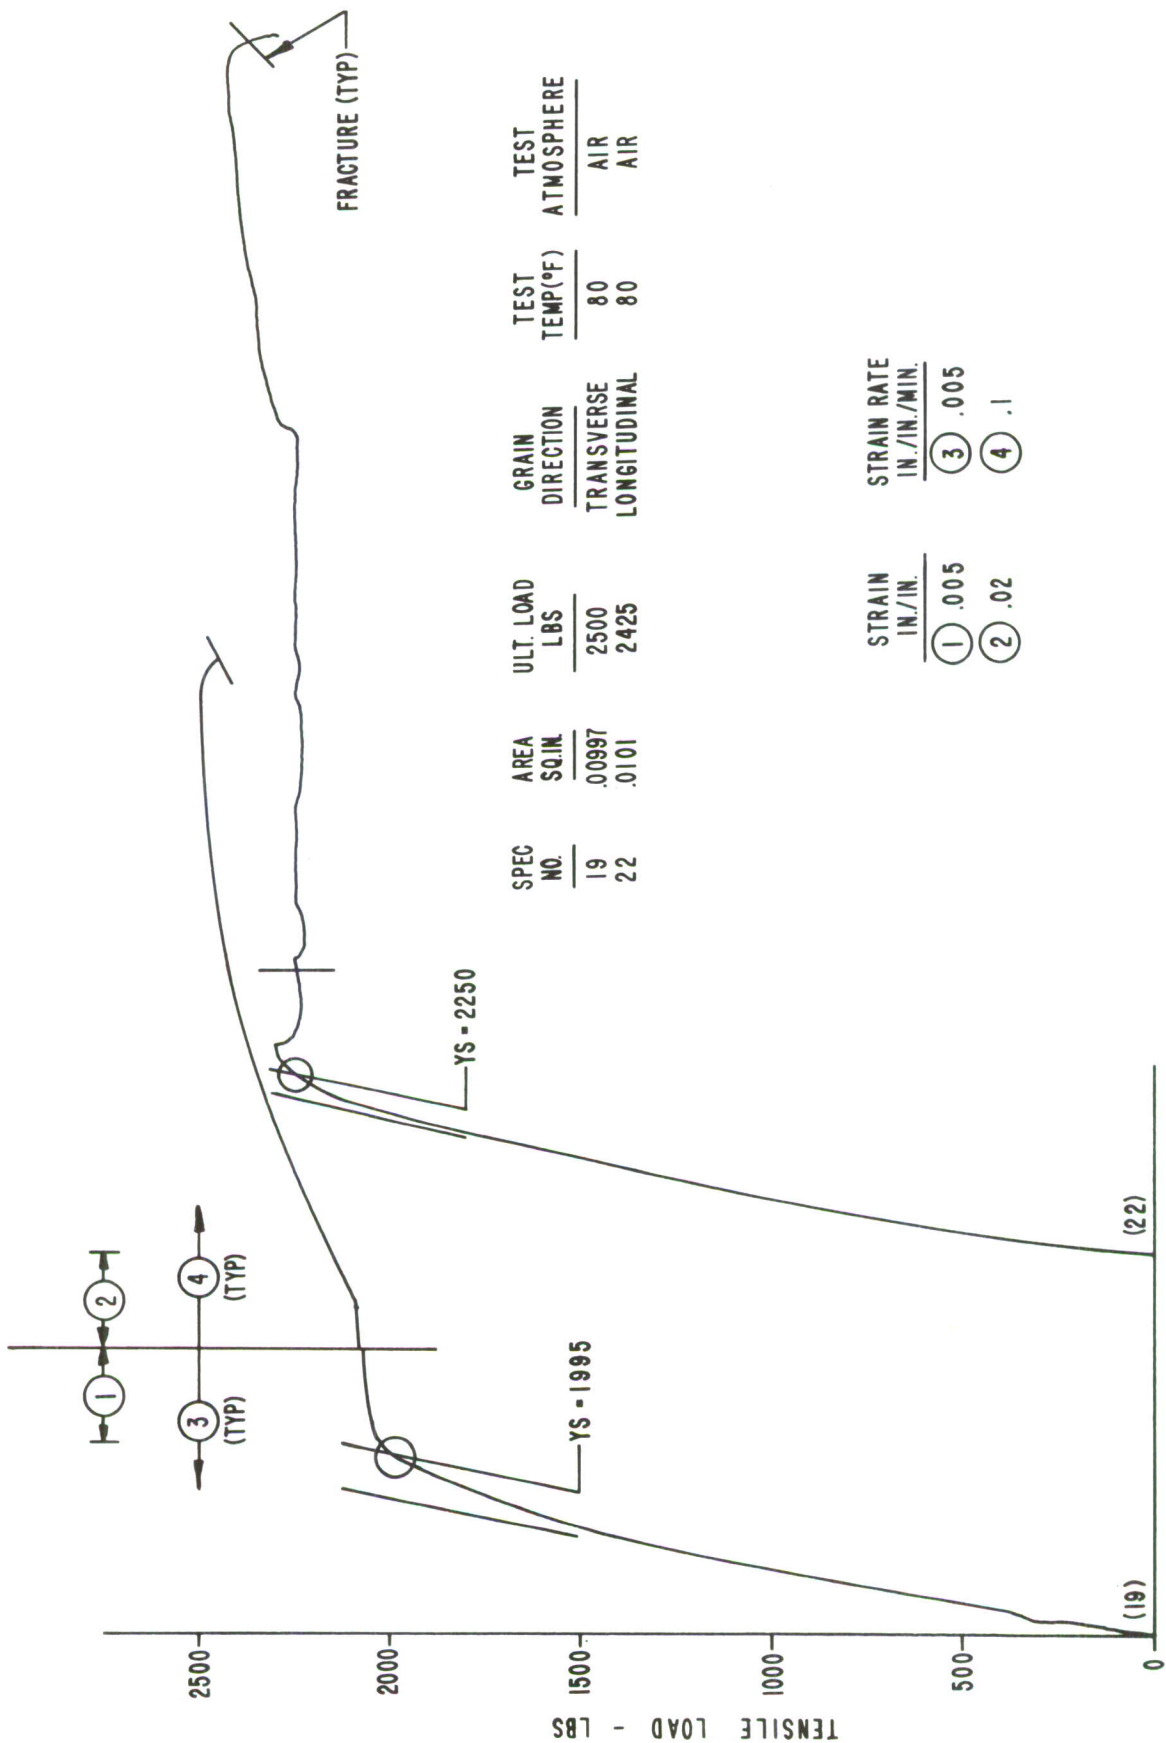 ① ②
③ ④
(TYP) (TYP)
2500
2000
1500
1000
500
0
TENSILE LOAD - LBS
YS = 1995
YS = 2250
FRACTURE (TYP)
(19)
(22)
SPEC AREA ULT. LOAD GRAIN TEST TEST
NO. SQ.IN. LBS DIRECTION TEMP(°F) ATMOSPHERE
19 .00997 2500 TRANSVERSE 80 AIR
22 .0101 2425 LONGITUDINAL 80 AIR
STRAIN STRAIN RATE
IN./IN. IN./IN./MIN.
① .005 ③ .005
② .02 ④ .1